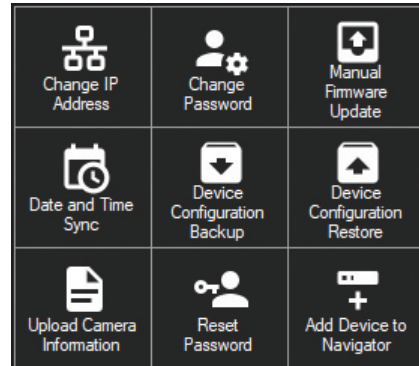 Change IP
Address
Change
Password
Manual
Firmware
Update
Date and Time
Sync
Device
Configuration
Backup
Device
Configuration
Restore
Upload Camera
Information
Reset
Password
Add Device to
Navigator